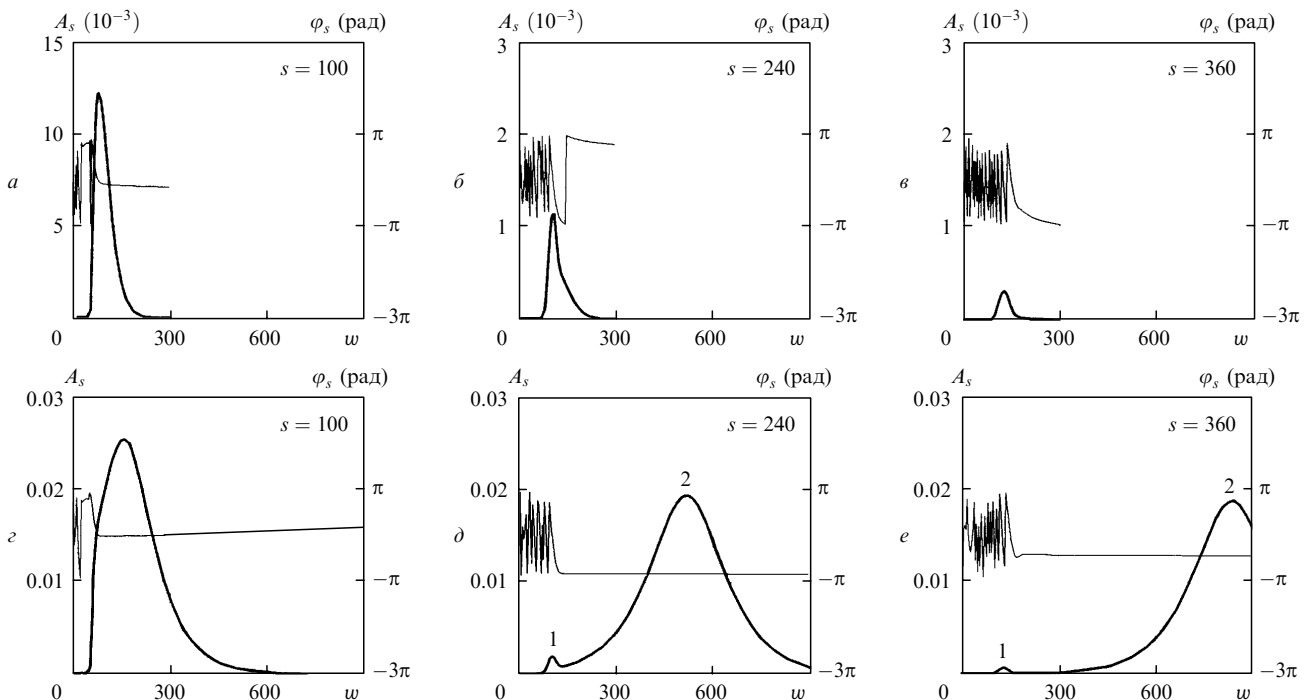 A_s (10⁻³) φ_s (рад) A_s (10⁻³) φ_s (рад) A_s (10⁻³) φ_s (рад)
15 3 3
s = 100 s = 240 s = 360
10 π 2 π 2 π
а б в
5 −π 1 −π 1 −π
−3π −3π −3π
0 300 600 w 0 300 600 w 0 300 600 w
A_s φ_s (рад) A_s φ_s (рад) A_s φ_s (рад)
0.03 0.03 0.03
s = 100 s = 240 s = 360
2 2
0.02 π 0.02 π 0.02 π
г д е
0.01 −π 0.01 −π 0.01 −π
1 1
−3π −3π −3π
0 300 600 w 0 300 600 w 0 300 600 w